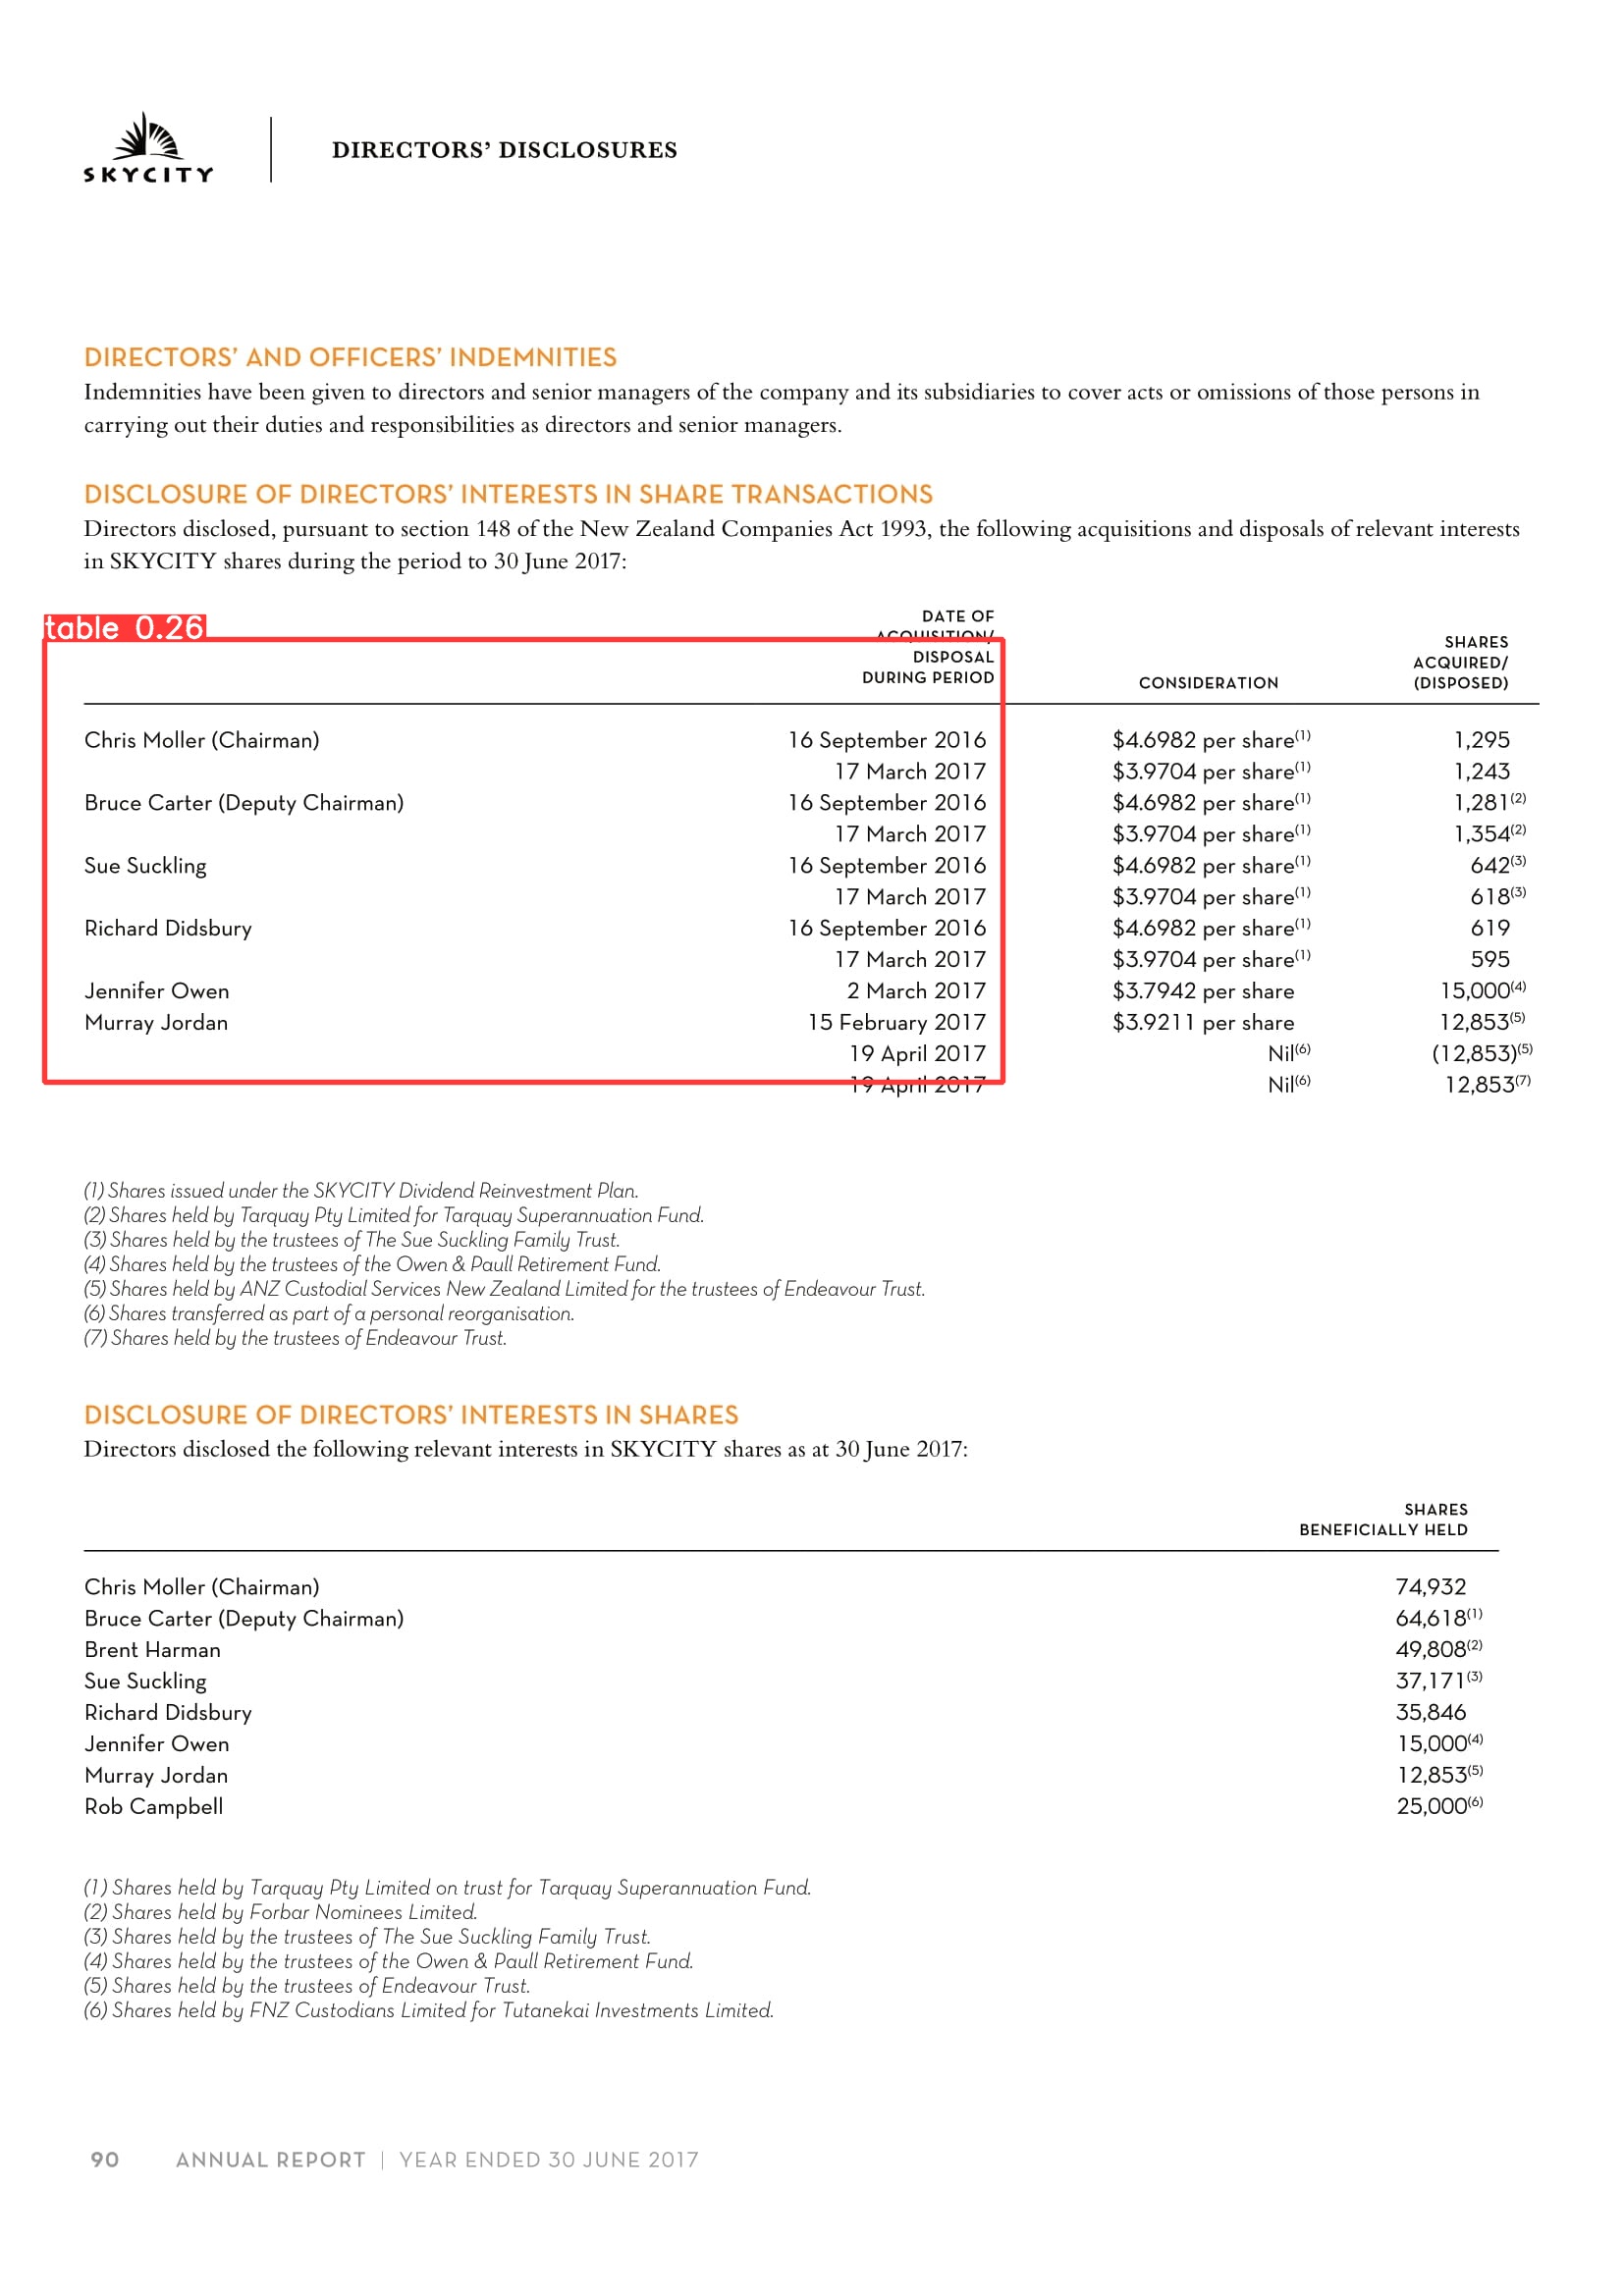 SKYCITY
DIRECTORS’ DISCLOSURES
DIRECTORS’ AND OFFICERS’ INDEMNITIES
Indemnities have been given to directors and senior managers of the company and its subsidiaries to cover acts or omissions of those persons in
carrying out their duties and responsibilities as directors and senior managers.
DISCLOSURE OF DIRECTORS’ INTERESTS IN SHARE TRANSACTIONS
Directors disclosed, pursuant to section 148 of the New Zealand Companies Act 1993, the following acquisitions and disposals of relevant interests
in SKYCITY shares during the period to 30 June 2017:
table 0.26
DATE OF
ACQUISITION/
DISPOSAL
DURING PERIOD
CONSIDERATION
SHARES
ACQUIRED/
(DISPOSED)
Chris Moller (Chairman) 16 September 2016 $4.6982 per share(1) 1,295
17 March 2017 $3.9704 per share(1) 1,243
Bruce Carter (Deputy Chairman) 16 September 2016 $4.6982 per share(1) 1,281(2)
17 March 2017 $3.9704 per share(1) 1,354(2)
Sue Suckling 16 September 2016 $4.6982 per share(1) 642(3)
17 March 2017 $3.9704 per share(1) 618(3)
Richard Didsbury 16 September 2016 $4.6982 per share(1) 619
17 March 2017 $3.9704 per share(1) 595
Jennifer Owen 2 March 2017 $3.7942 per share 15,000(4)
Murray Jordan 15 February 2017 $3.9211 per share 12,853(5)
19 April 2017 Nil(6) (12,853)(5)
19 April 2017 Nil(6) 12,853(7)
(1) Shares issued under the SKYCITY Dividend Reinvestment Plan.
(2) Shares held by Tarquay Pty Limited for Tarquay Superannuation Fund.
(3) Shares held by the trustees of The Sue Suckling Family Trust.
(4) Shares held by the trustees of the Owen & Paull Retirement Fund.
(5) Shares held by ANZ Custodial Services New Zealand Limited for the trustees of Endeavour Trust.
(6) Shares transferred as part of a personal reorganisation.
(7) Shares held by the trustees of Endeavour Trust.
DISCLOSURE OF DIRECTORS’ INTERESTS IN SHARES
Directors disclosed the following relevant interests in SKYCITY shares as at 30 June 2017:
SHARES
BENEFICIALLY HELD
Chris Moller (Chairman) 74,932
Bruce Carter (Deputy Chairman) 64,618(1)
Brent Harman 49,808(2)
Sue Suckling 37,171(3)
Richard Didsbury 35,846
Jennifer Owen 15,000(4)
Murray Jordan 12,853(5)
Rob Campbell 25,000(6)
(1) Shares held by Tarquay Pty Limited on trust for Tarquay Superannuation Fund.
(2) Shares held by Forbar Nominees Limited.
(3) Shares held by the trustees of The Sue Suckling Family Trust.
(4) Shares held by the trustees of the Owen & Paull Retirement Fund.
(5) Shares held by the trustees of Endeavour Trust.
(6) Shares held by FNZ Custodians Limited for Tutanekai Investments Limited.
90 ANNUAL REPORT | YEAR ENDED 30 JUNE 2017